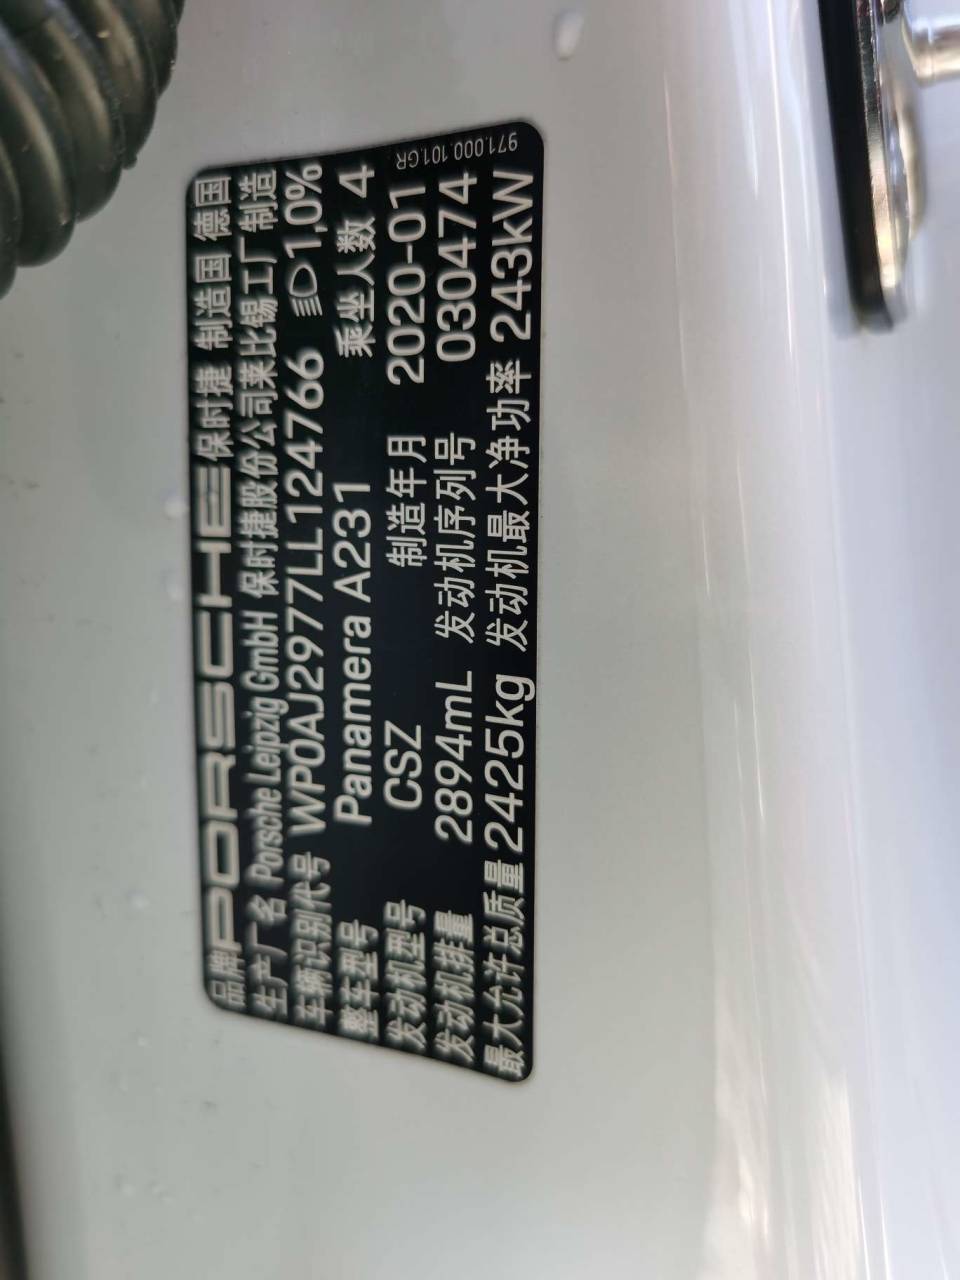 品牌 PORSCHE 保时捷 制造国 德国
生产厂名 Porsche Leipzig GmbH 保时捷股份公司莱比锡工厂制造
车辆识别代号 WP0AJ2977LL124766 1,0%
整车型号 Panamera A231 乘坐人数 4
发动机型号 CSZ 制造年月 2020-01
发动机排量 2894mL 发动机序列号 030474
最大允许总质量 2425kg 发动机最大净功率 243kW
971.000.101.GR